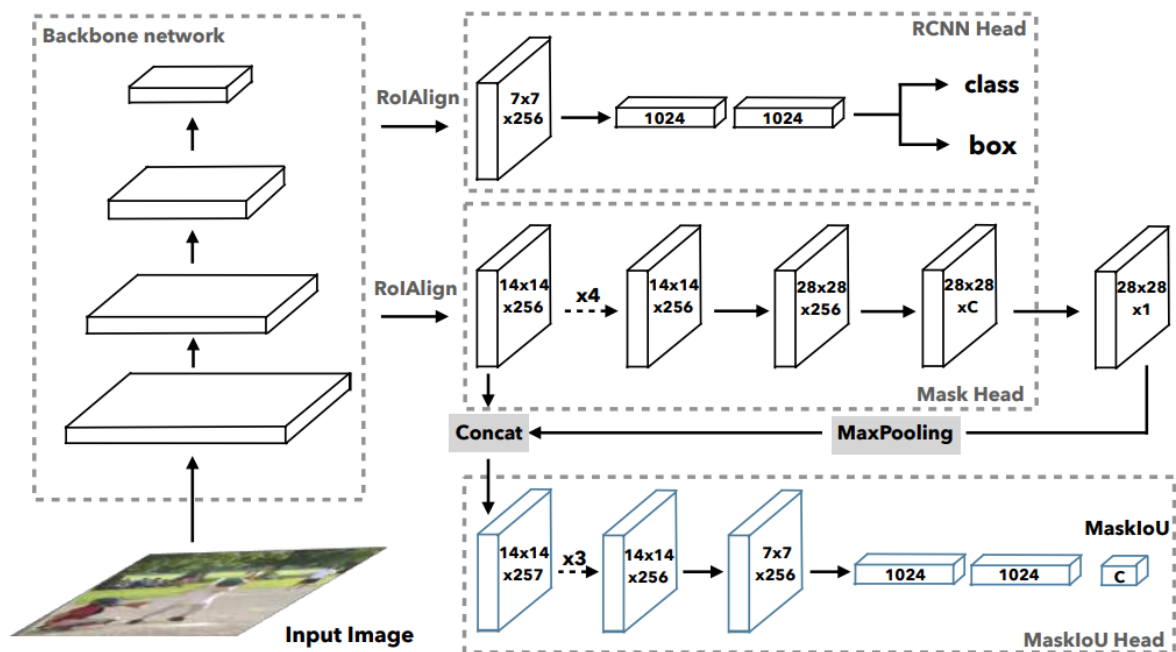 Backbone network
RCNN Head
RoIAlign
7x7
x256
1024
1024
class
box
RoIAlign
14x14
x256
x4
14x14
x256
28x28
x256
28x28
xC
28x28
x1
Mask Head
Concat
MaxPooling
14x14
x257
x3
14x14
x256
7x7
x256
1024
1024
MaskIoU
C
Input Image
MaskIoU Head